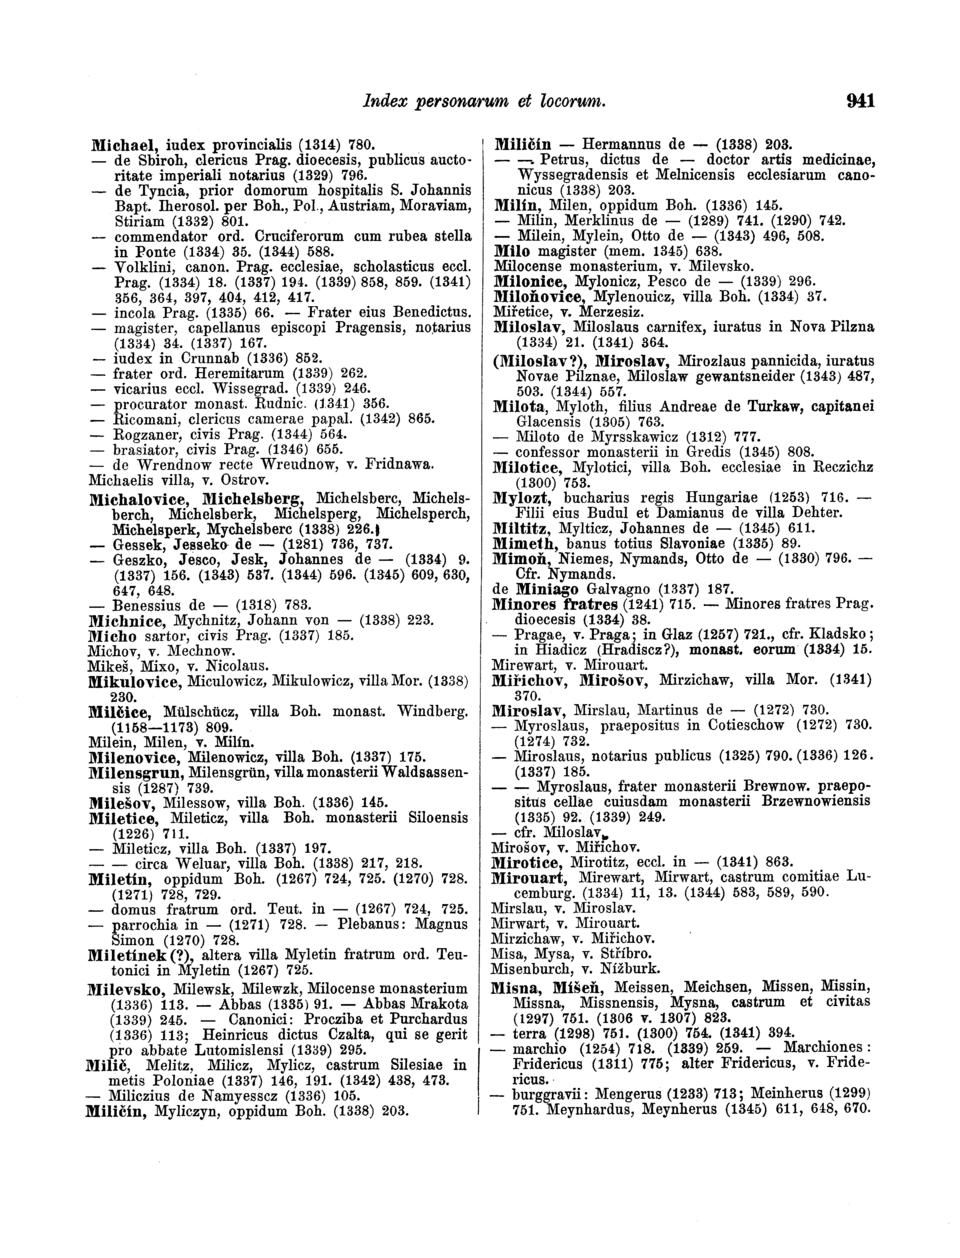 Index personarum et locorum. 941
Michael, iudex provincialis (1314) 780.
— de Sbiroh, clericus Prag. dioecesis, publicus aucto-
ritate imperiali notarius (1329) 796.
— de Tyncia, prior domorum hospitalis S. Johannis
Bapt. Iherosol. per Boh., Pol., Austriam, Moraviam,
Stiriam (1332) 801.
— commendator ord. Cruciferorum cum rubea stella
in Ponte (1334) 35. (1344) 588.
— Volklini, canon. Prag. ecclesiae, scholasticus eccl.
Prag. (1334) 18. (1337) 194. (1339) 858, 859. (1341)
356, 364, 397, 404, 412, 417.
— incola Prag. (1335) 66. — Frater eius Benedictus.
— magister, capellanus episcopi Pragensis, notarius
(1334) 34. (1337) 167.
— iudex in Crunnab (1336) 852.
— frater ord. Heremitarum (1339) 262.
— vicarius eccl. Wissegrad. (1339) 246.
— procurator monast. Rudnic. (1341) 356.
— Ricomani, clericus camerae papal. (1342) 865.
— Rogzaner, civis Prag. (1344) 564.
— brasiator, civis Prag. (1346) 655.
— de Wrendnow recte Wreudnow, v. Fridnawa.
Michaelis villa, v. Ostrov.
Michalovice, Michelsberg, Michelsberc, Michels-
berch, Michelsberk, Michelsperg, Michelsperch,
Michelsperk, Mychelsberc (1338) 226.
— Gessek, Jesseko de — (1281) 736, 737.
— Geszko, Jesco, Jesk, Johannes de — (1334) 9.
(1337) 156. (1343) 537. (1344) 596. (1345) 609, 630,
647, 648.
— Benessius de — (1318) 783.
Michnice, Mychnitz, Johann von — (1338) 223.
Micho sartor, civis Prag. (1337) 185.
Michov, v. Mechnow.
Mikeš, Mixo, v. Nicolaus.
Mikulovice, Miculowicz, Mikulowicz, villa Mor. (1338)
230.
Milčice, Mülschücz, villa Boh. monast. Windberg.
(1158—1173) 809.
Milein, Milen, v. Milín.
Milenovice, Milenowicz, villa Boh. (1337) 175.
Milensgrun, Milensgrün, villa monasterii Waldsassen-
sis (1287) 739.
Milešov, Milessow, villa Boh. (1336) 145.
Miletice, Mileticz, villa Boh. monasterii Siloensis
(1226) 711.
— Mileticz, villa Boh. (1337) 197.
— — circa Weluar, villa Boh. (1338) 217, 218.
Miletín, oppidum Boh. (1267) 724, 725. (1270) 728.
(1271) 728, 729.
— domus fratrum ord. Teut. in — (1267) 724, 725.
— parrochia in — (1271) 728. — Plebanus: Magnus
Simon (1270) 728.
Miletínek (?), altera villa Myletin fratrum ord. Teu-
tonici in Myletin (1267) 725.
Milevsko, Milewsk, Milewzk, Milocense monasterium
(1336) 113. — Abbas (1335) 91. — Abbas Mrakota
(1339) 245. — Canonici: Procziba et Purchardus
(1336) 113; Heinricus dictus Czalta, qui se gerit
pro abbate Lutomislensi (1339) 295.
Milič, Melitz, Milicz, Mylicz, castrum Silesiae in
metis Poloniae (1337) 146, 191. (1342) 438, 473.
— Miliczius de Namyesscz (1336) 105.
Miličín, Myliczyn, oppidum Boh. (1338) 203.
Miličín — Hermannus de — (1338) 203.
— — Petrus, dictus de — doctor artis medicinae,
Wyssegradensis et Melnicensis ecclesiarum cano-
nicus (1338) 203.
Milín, Milen, oppidum Boh. (1336) 145.
— Milin, Merklinus de — (1289) 741. (1290) 742.
— Milein, Mylein, Otto de — (1343) 496, 508.
Milo magister (mem. 1345) 638.
Milocense monasterium, v. Milevsko.
Milonice, Mylonicz, Pesco de — (1339) 296.
Miloňovice, Mylenouicz, villa Boh. (1334) 37.
Miřetice, v. Merzesiz.
Miloslav, Miloslaus carnifex, iuratus in Nova Pilzna
(1334) 21. (1341) 364.
(Miloslav?), Miroslav, Mirozlaus pannicida, iuratus
Novae Pilznae, Miloslaw gewantsneider (1343) 487,
503. (1344) 557.
Milota, Myloth, filius Andreae de Turkaw, capitanei
Glacensis (1305) 763.
— Miloto de Myrsskawicz (1312) 777.
— confessor monasterii in Gredis (1345) 808.
Milotice, Mylotici, villa Boh. ecclesiae in Reczichz
(1300) 753.
Mylozt, bucharius regis Hungariae (1253) 716. —
Filii eius Budul et Damianus de villa Dehter.
Miltitz, Mylticz, Johannes de — (1345) 611.
Mimeth, banus totius Slavoniae (1335) 89.
Mimoň, Niemes, Nymands, Otto de — (1330) 796. —
Cfr. Nymands.
de Miniago Galvagno (1337) 187.
Minores fratres (1241) 715. — Minores fratres Prag.
dioecesis (1334) 38.
— Pragae, v. Praga; in Glaz (1257) 721., cfr. Kladsko;
in Hiadicz (Hradiscz?), monast. eorum (1334) 15.
Mirewart, v. Mirouart.
Miřichov, Mirošov, Mirzichaw, villa Mor. (1341)
370.
Miroslav, Mirslau, Martinus de — (1272) 730.
— Myroslaus, praepositus in Cotieschow (1272) 730.
(1274) 732.
— Miroslaus, notarius publicus (1325) 790. (1336) 126.
(1337) 185.
— — Myroslaus, frater monasterii Brewnow. praepo-
situs cellae cuiusdam monasterii Brzewnowiensis
(1335) 92. (1339) 249.
— cfr. Miloslav.
Mirošov, v. Miřichov.
Mirotice, Mirotitz, eccl. in — (1341) 863.
Mirouart, Mirewart, Mirwart, castrum comitiae Lu-
cemburg. (1334) 11, 13. (1344) 583, 589, 590.
Mirslau, v. Miroslav.
Mirwart, v. Mirouart.
Mirzichaw, v. Miřichov.
Misa, Mysa, v. Stříbro.
Misenburch, v. Nížburk.
Misna, Míšeň, Meissen, Meichsen, Missen, Missin,
Missna, Missnensis, Mysna, castrum et civitas
(1297) 751. (1306 v. 1307) 823.
— terra (1298) 751. (1300) 754. (1341) 394.
— marchio (1254) 718. (1339) 259. — Marchiones:
Fridericus (1311) 775; alter Fridericus, v. Fride-
ricus.
— burggravii: Mengerus (1233) 713; Meinherus (1299)
751. Meynhardus, Meynherus (1345) 611, 648, 670.